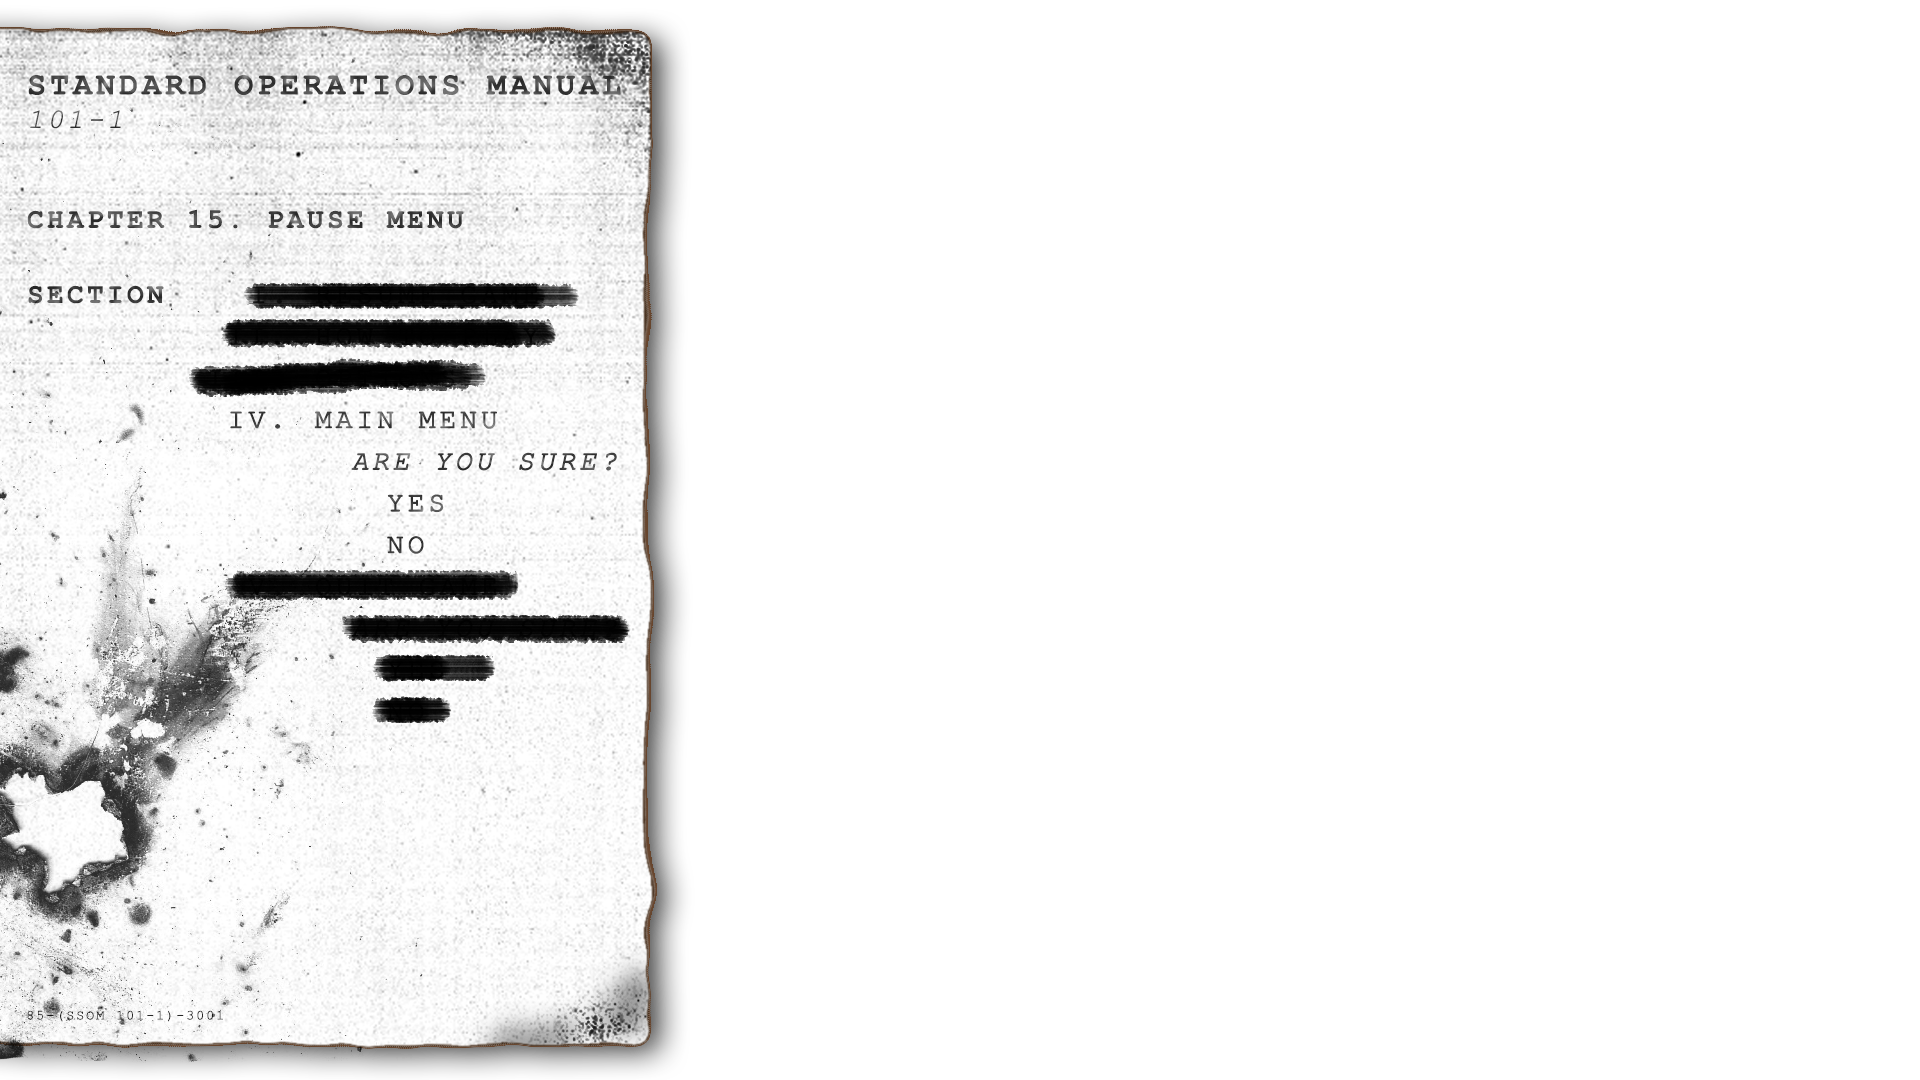 STANDARD OPERATIONS MANUAL
101-1
CHAPTER 15. PAUSE MENU
SECTION
IV. MAIN MENU
ARE YOU SURE?
YES
NO
85-(SSOM 101-1)-3001